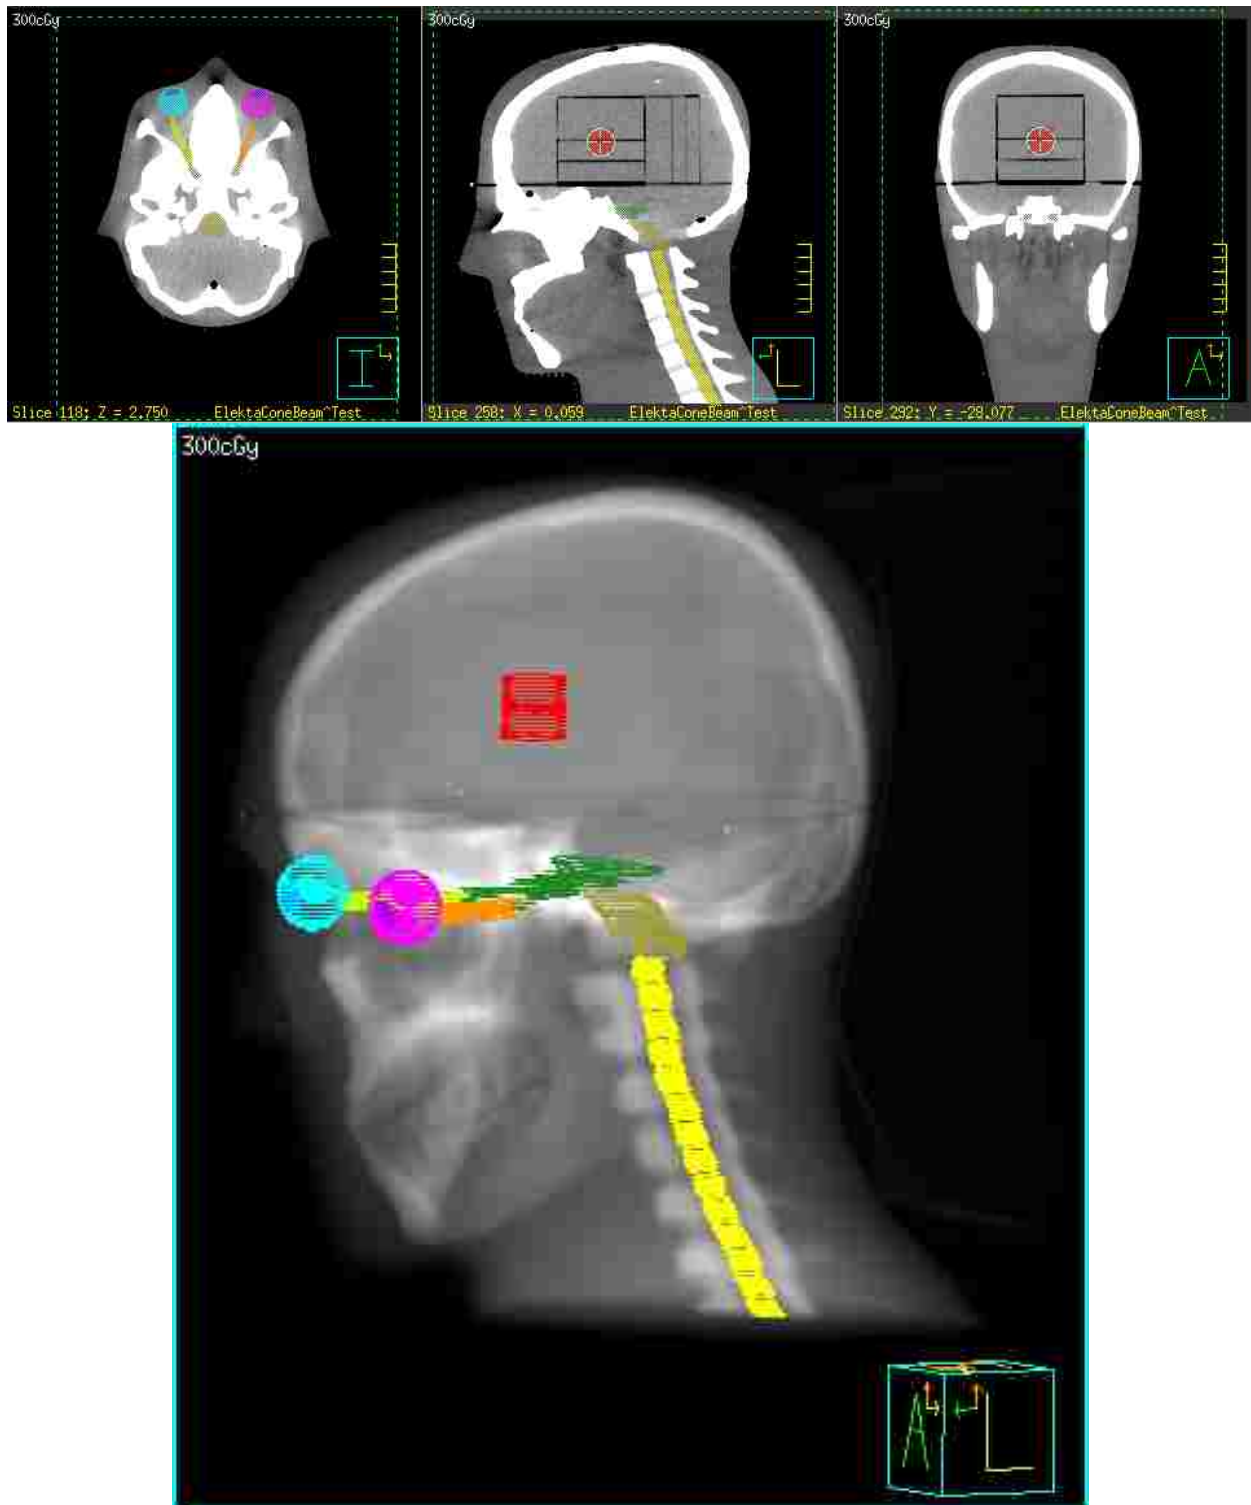 300cGy
300cGy
300cGy
I
L
A
Slice 118: Z = 2.750 ElektaConeBeam^Test
Slice 258: X = 0.059 ElektaConeBeam^Test
Slice 292: Y = -28.077 ElektaConeBeam^Test
300cGy
A L